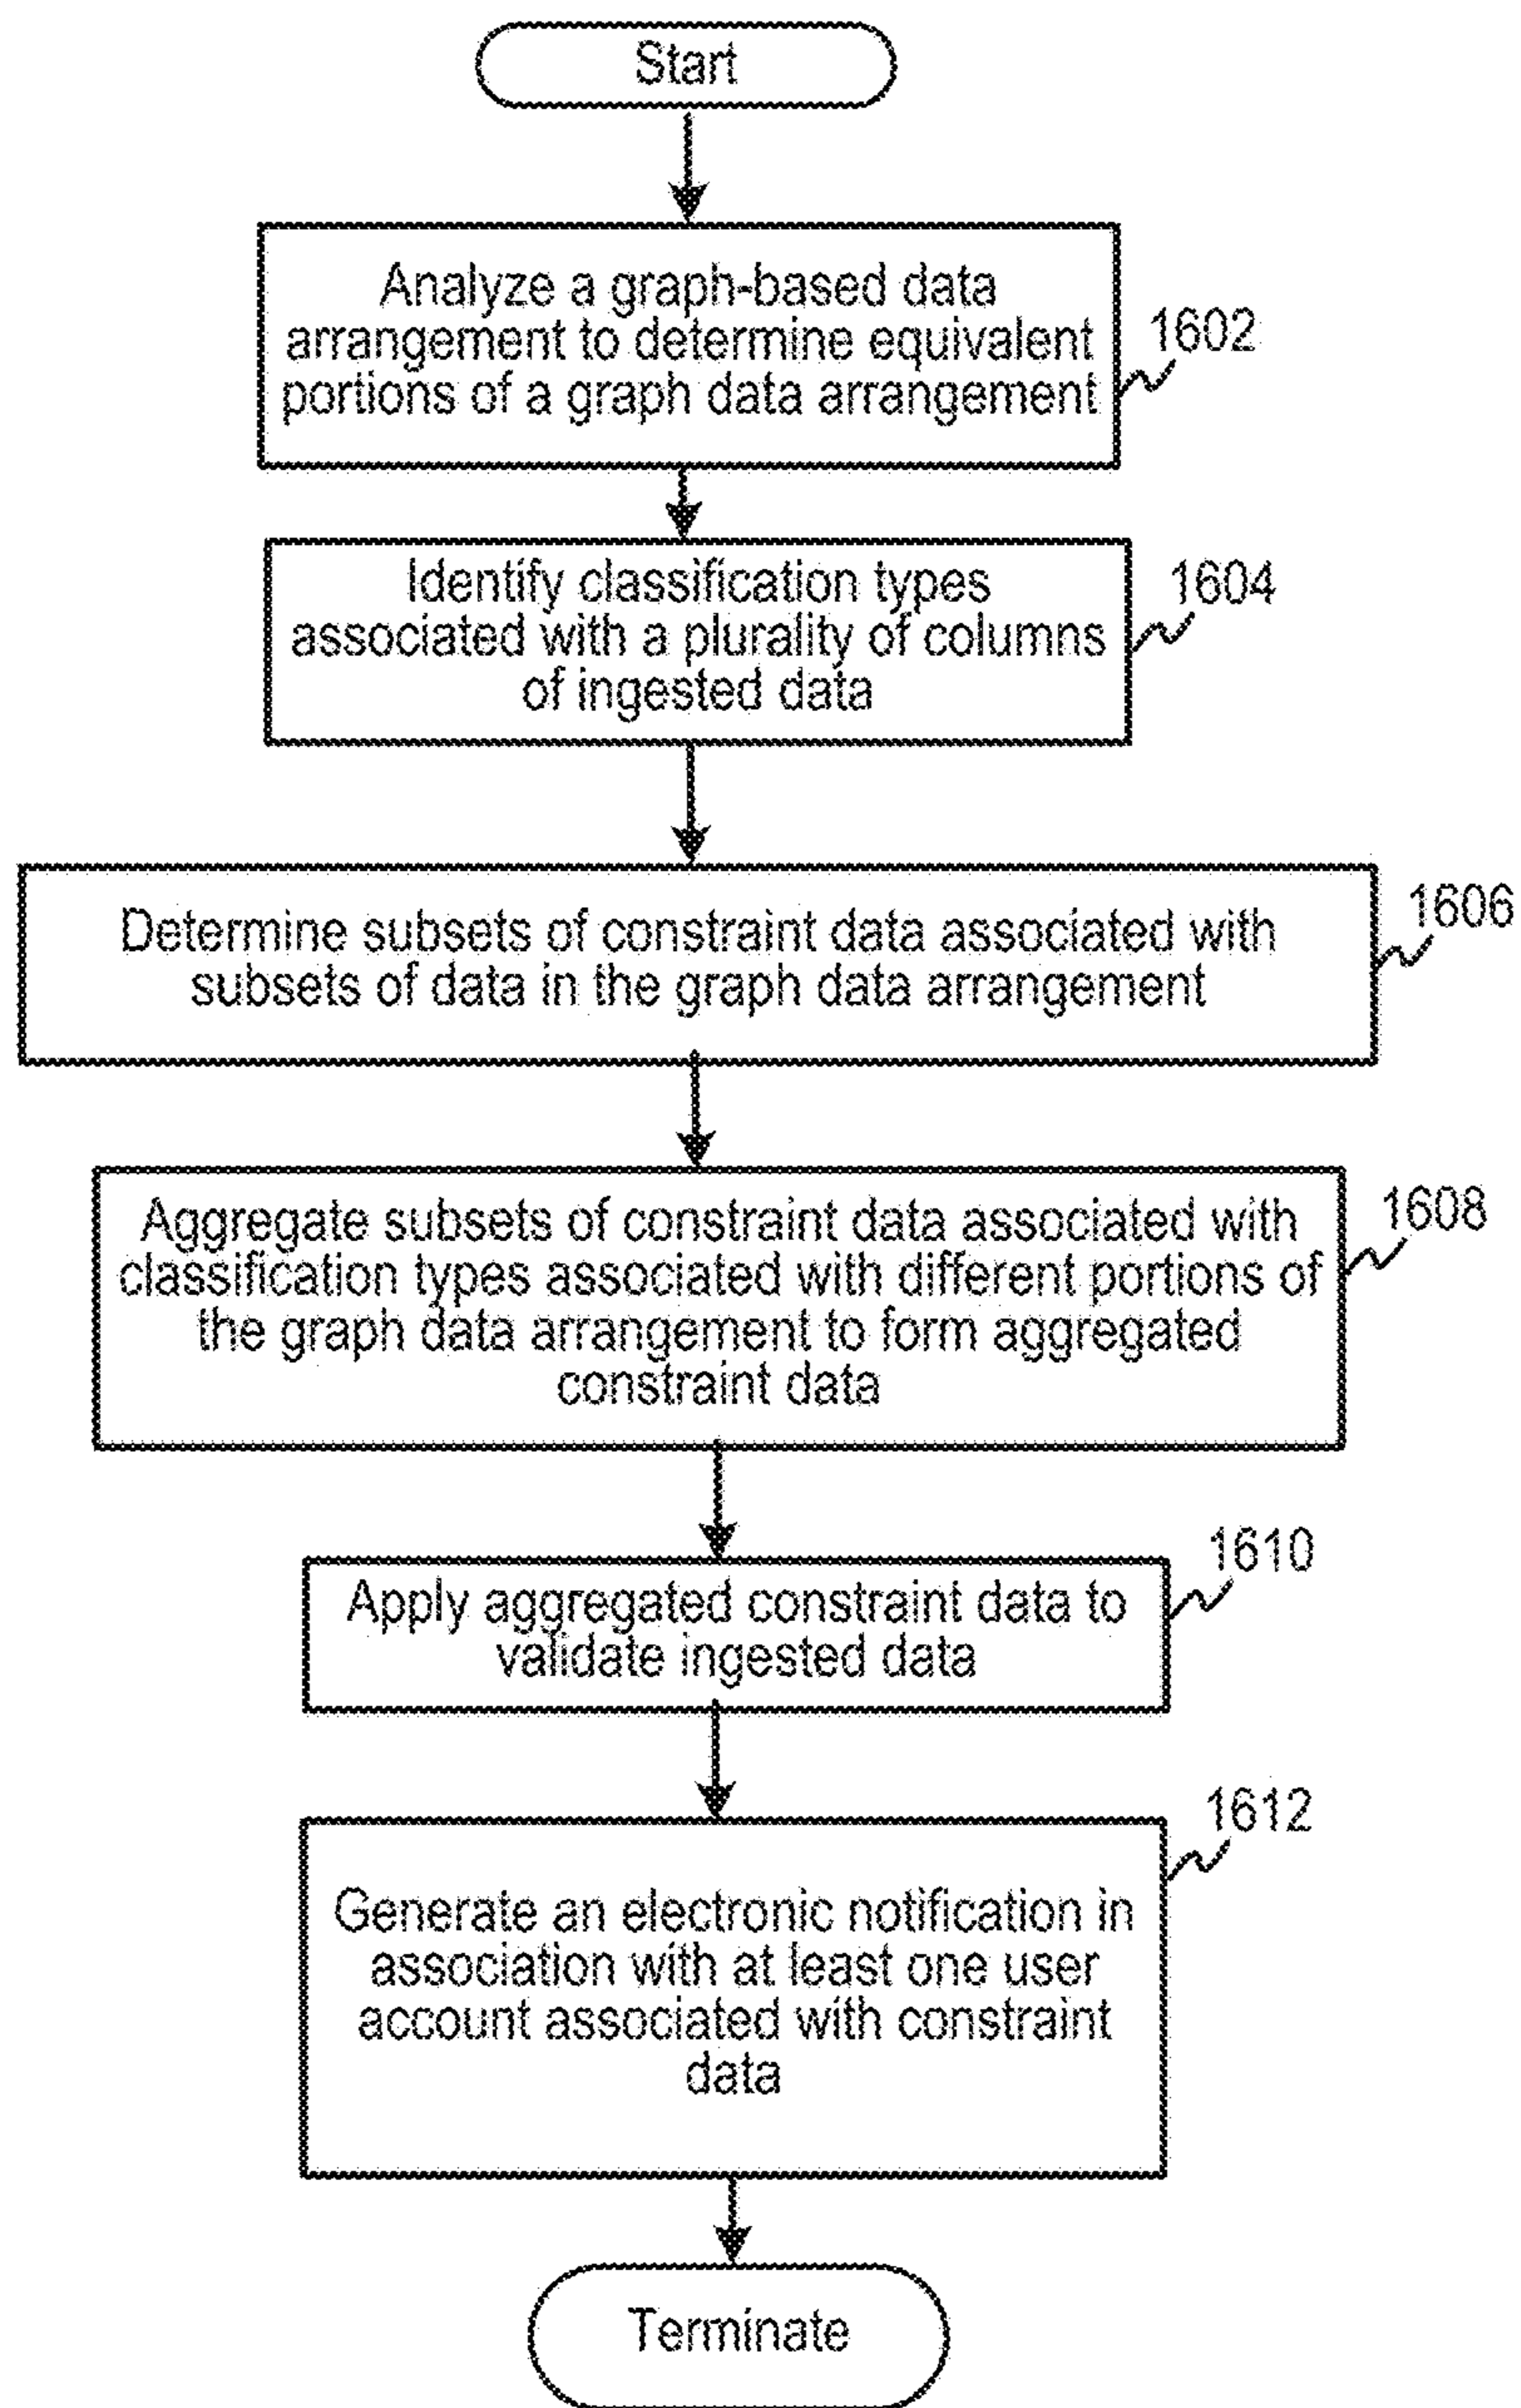 Start
Analyze a graph-based data
arrangement to determine equivalent
portions of a graph data arrangement
1602
Identify classification types
associated with a plurality of columns
of ingested data
1604
Determine subsets of constraint data associated with
subsets of data in the graph data arrangement
1606
Aggregate subsets of constraint data associated with
classification types associated with different portions of
the graph data arrangement to form aggregated
constraint data
1608
Apply aggregated constraint data to
validate ingested data
1610
Generate an electronic notification in
association with at least one user
account associated with constraint
data
1612
Terminate